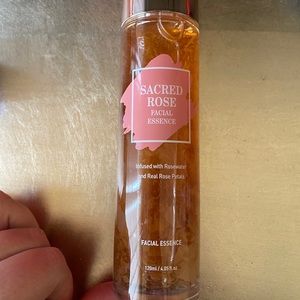 SACRED
ROSE
FACIAL
ESSENCE
Infused with Rosewater
and Real Rose Petals
FACIAL ESSENCE
120ml / 4.05 fl.oz